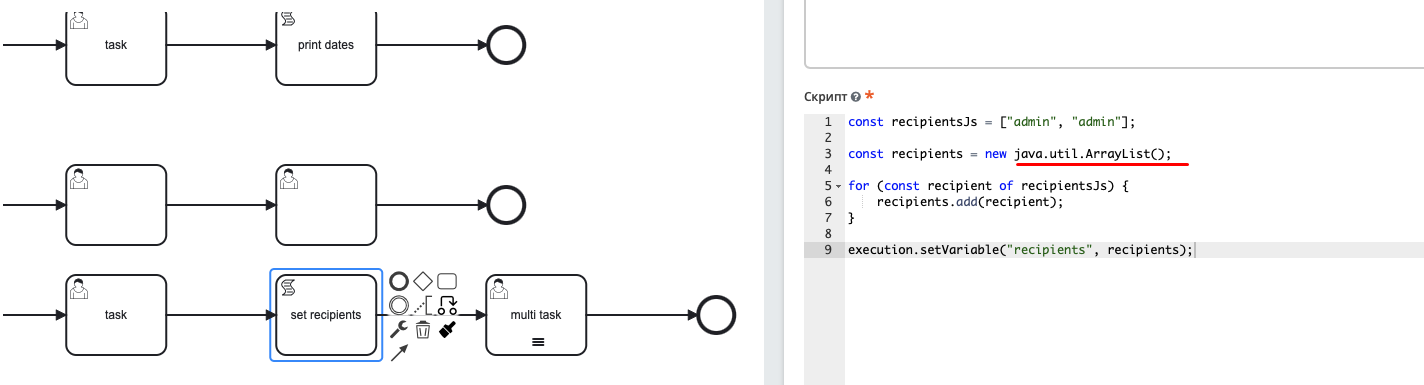 task
print dates
task
set recipients
multi task
Скрипт ? *
1 const recipientsJs = ["admin", "admin"];
2
3 const recipients = new java.util.ArrayList();
4
5 for (const recipient of recipientsJs) {
6 recipients.add(recipient);
7 }
8
9 execution.setVariable("recipients", recipients);